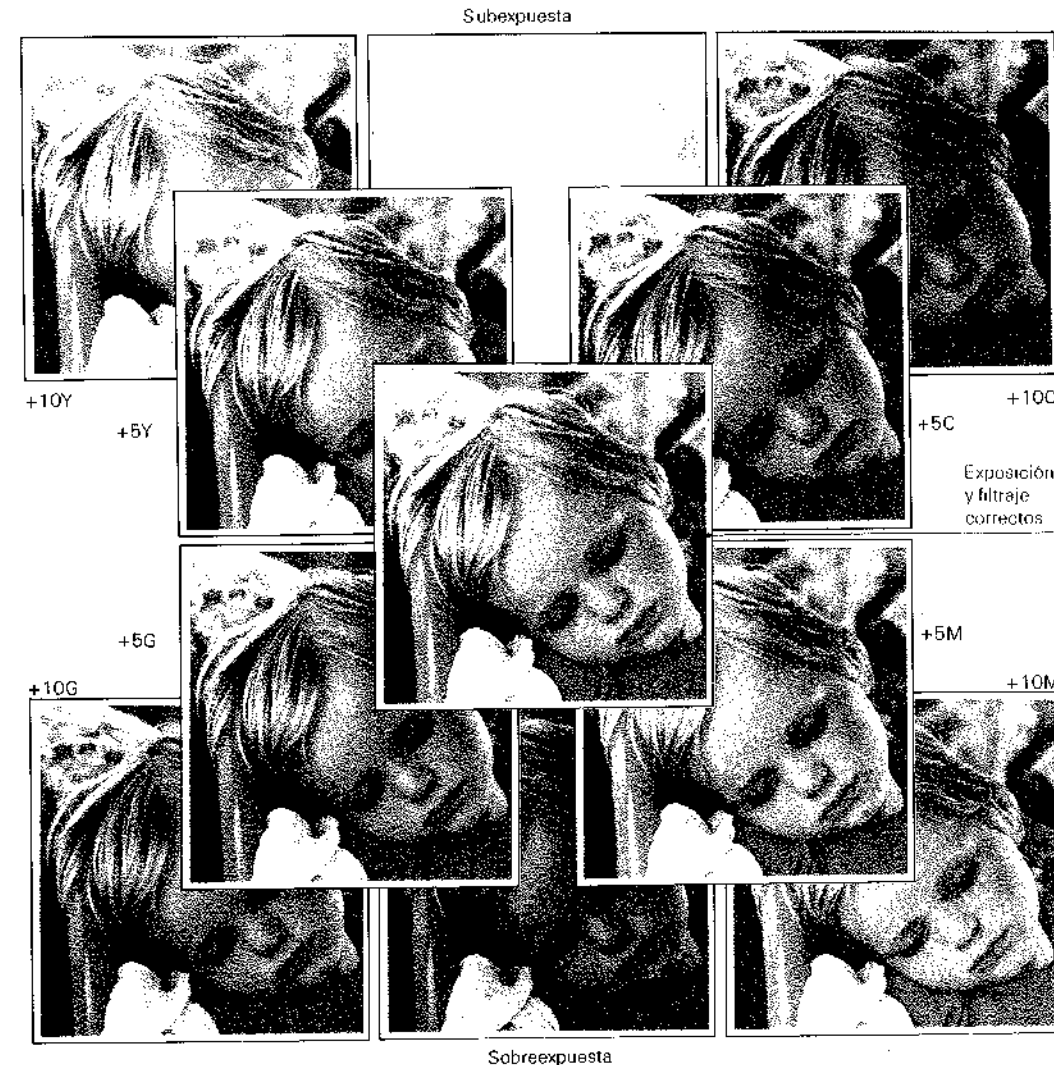 Subexpuesta
+10Y
+10C
+5Y
+5C
Exposición
y filtraje
correctos
+5G
+5M
+10G
+10M
Sobreexpuesta